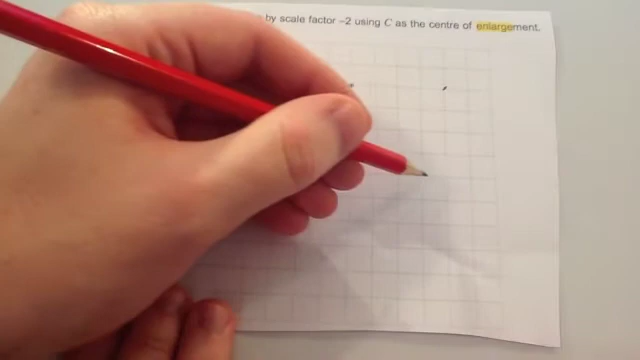 by scale factor –2 using C as the centre of enlargement.